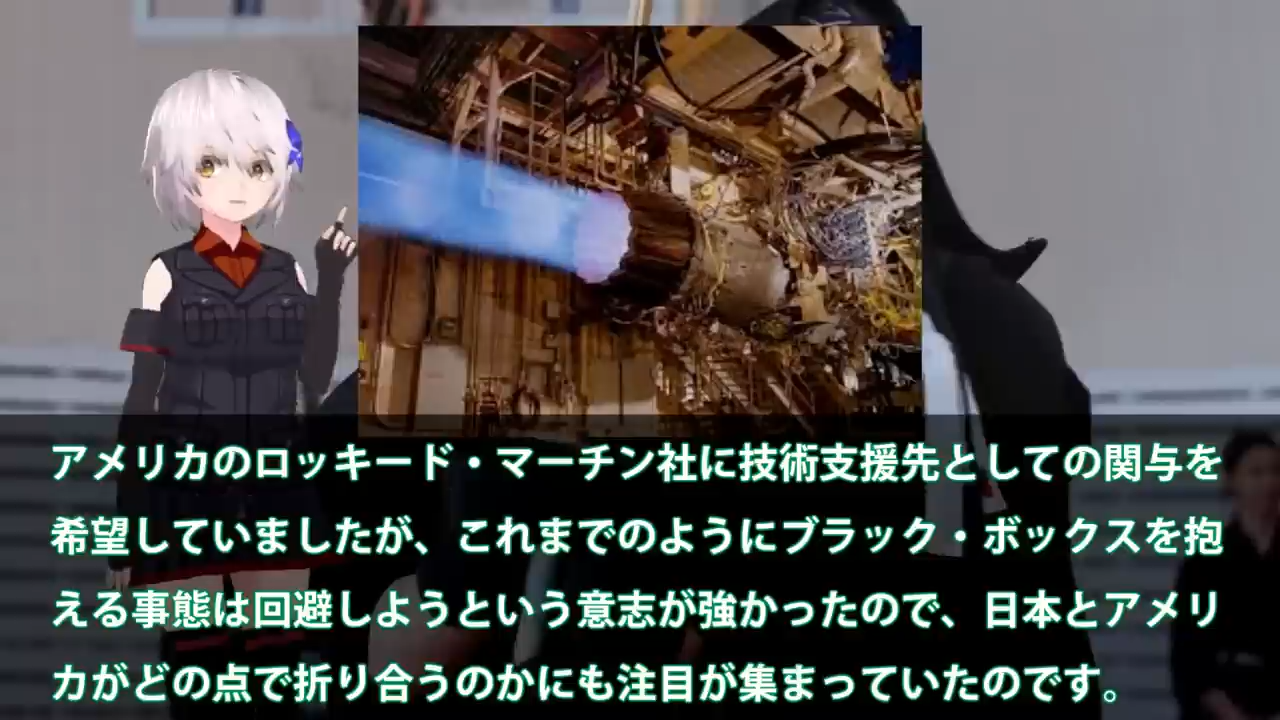 アメリカのロッキード・マーチン社に技術支援先としての関与を
希望していましたが、これまでのようにブラック・ボックスを抱
える事態は回避しようという意志が強かったので、日本とアメリ
カがどの点で折り合うのかにも注目が集まっていたのです。